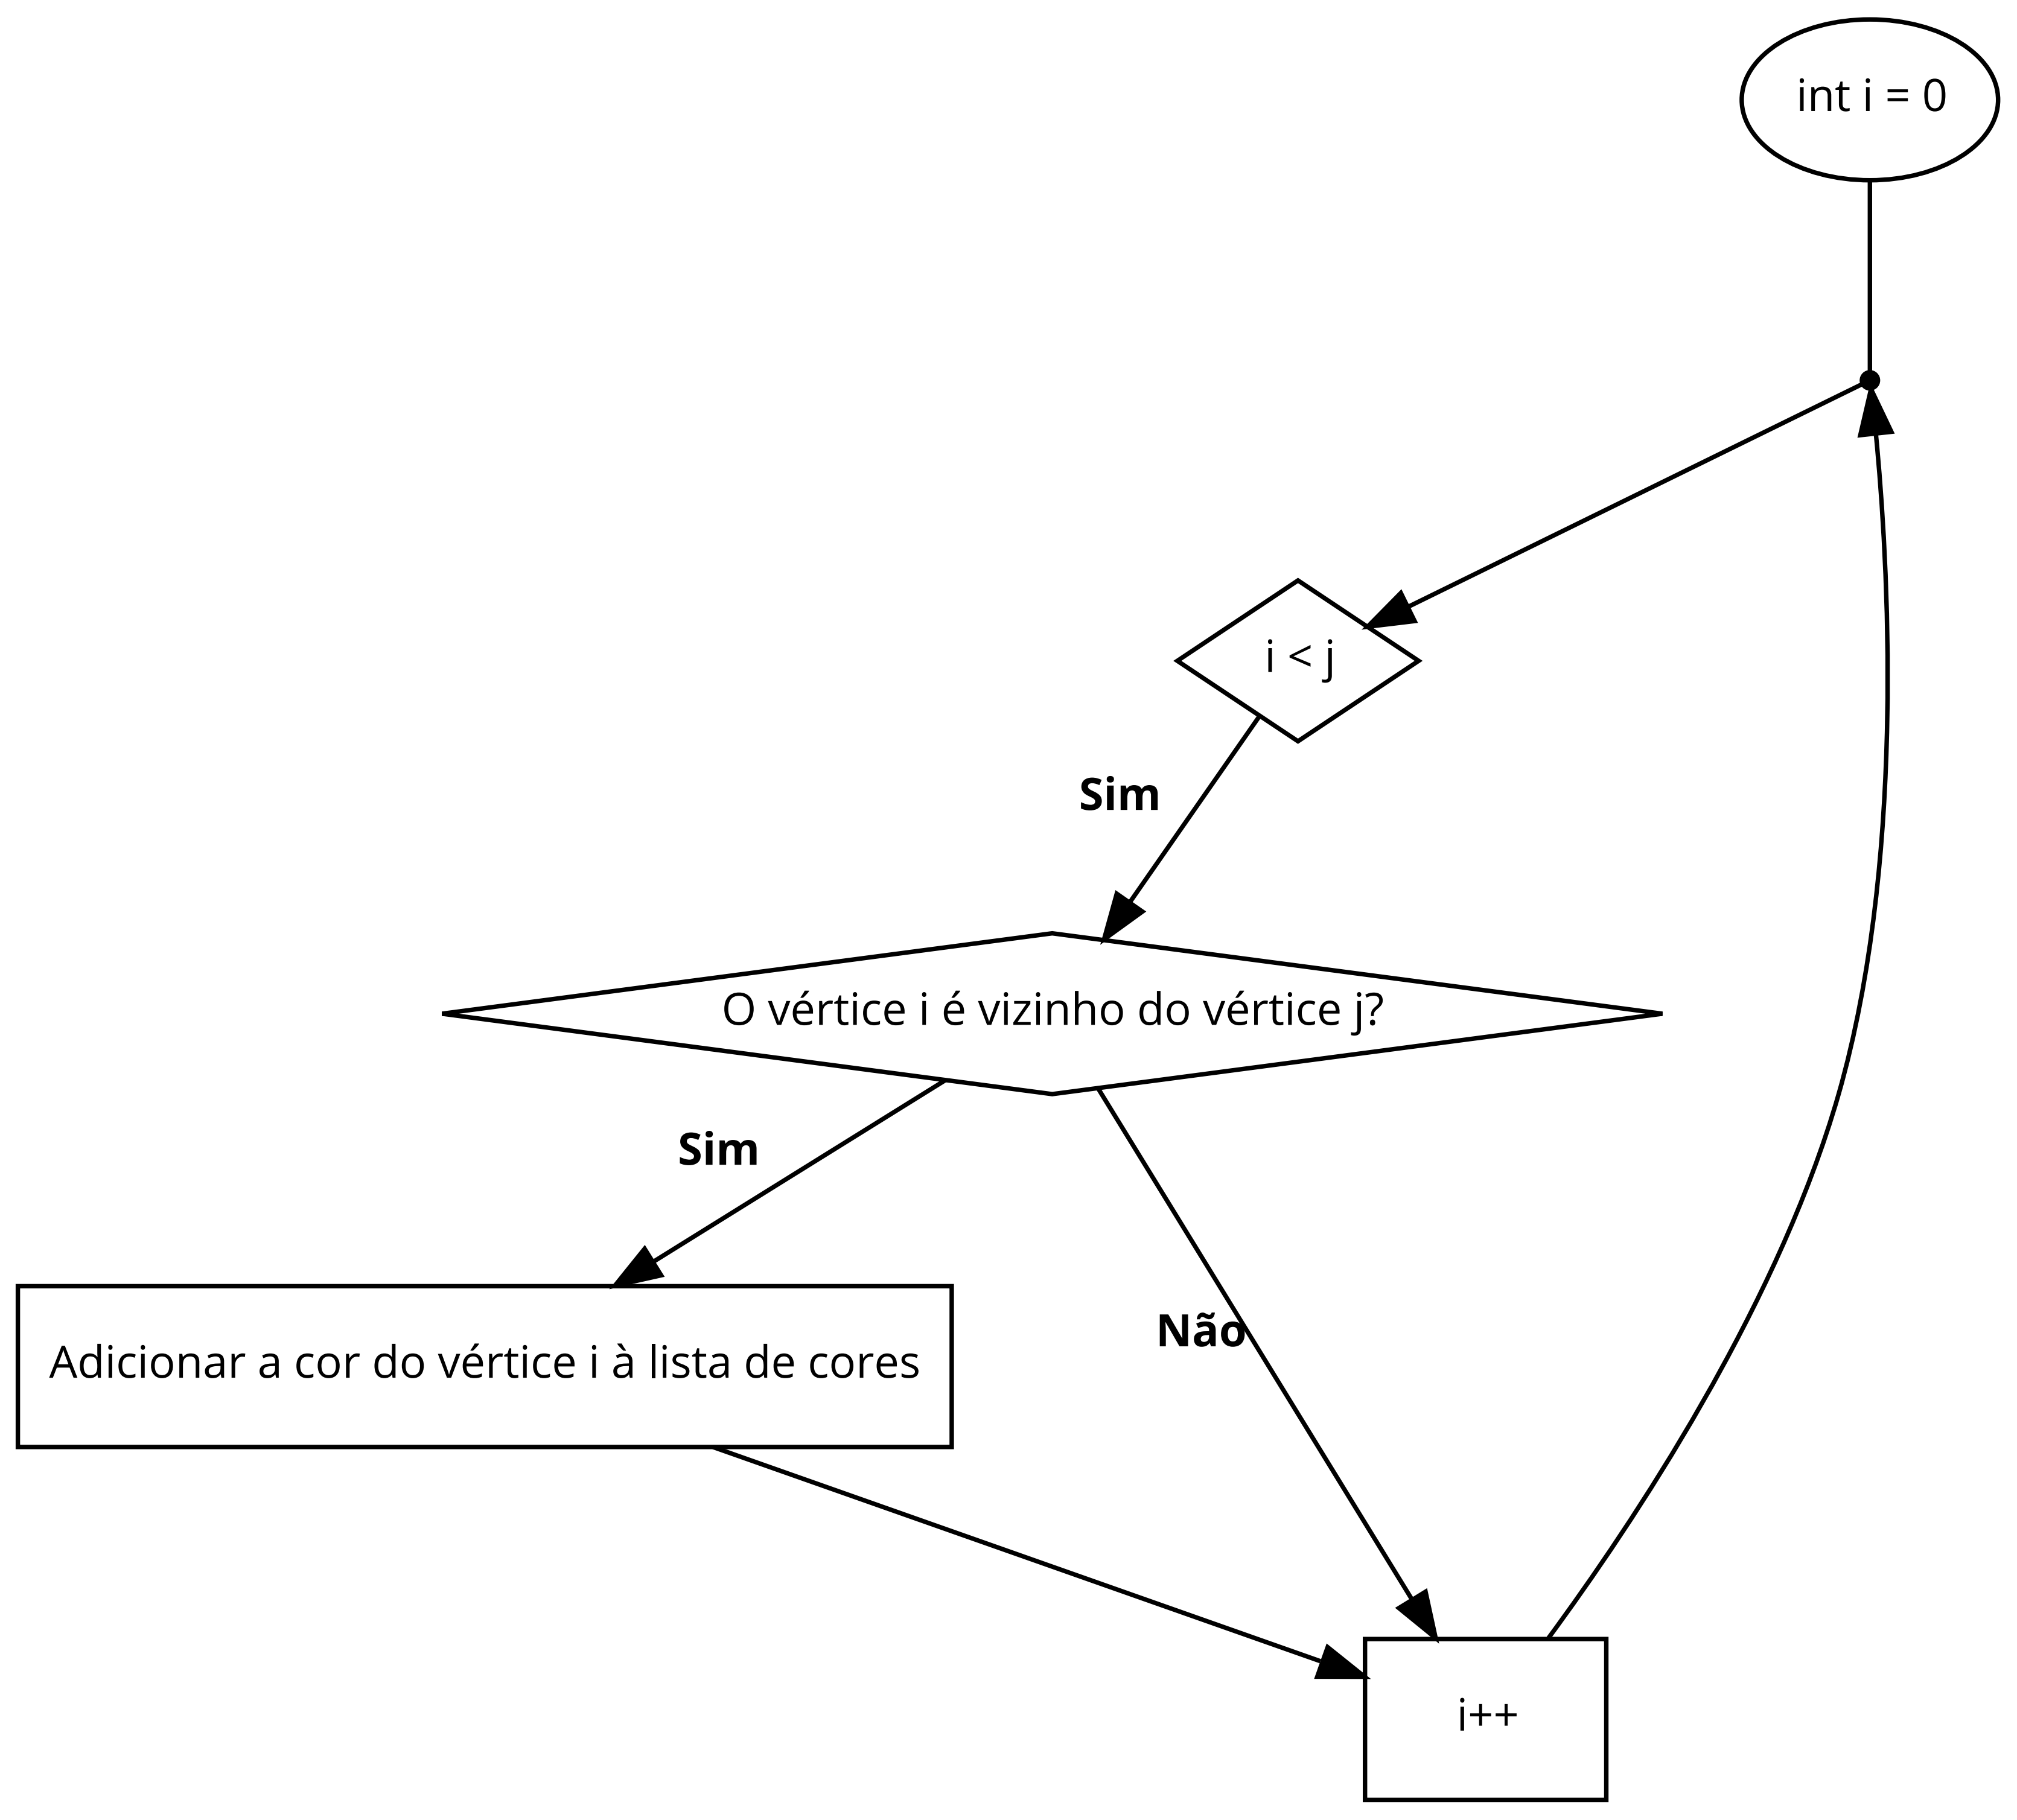 int i = 0
i < j
Sim
O vértice i é vizinho do vértice j?
Sim
Não
Adicionar a cor do vértice i à lista de cores
i++